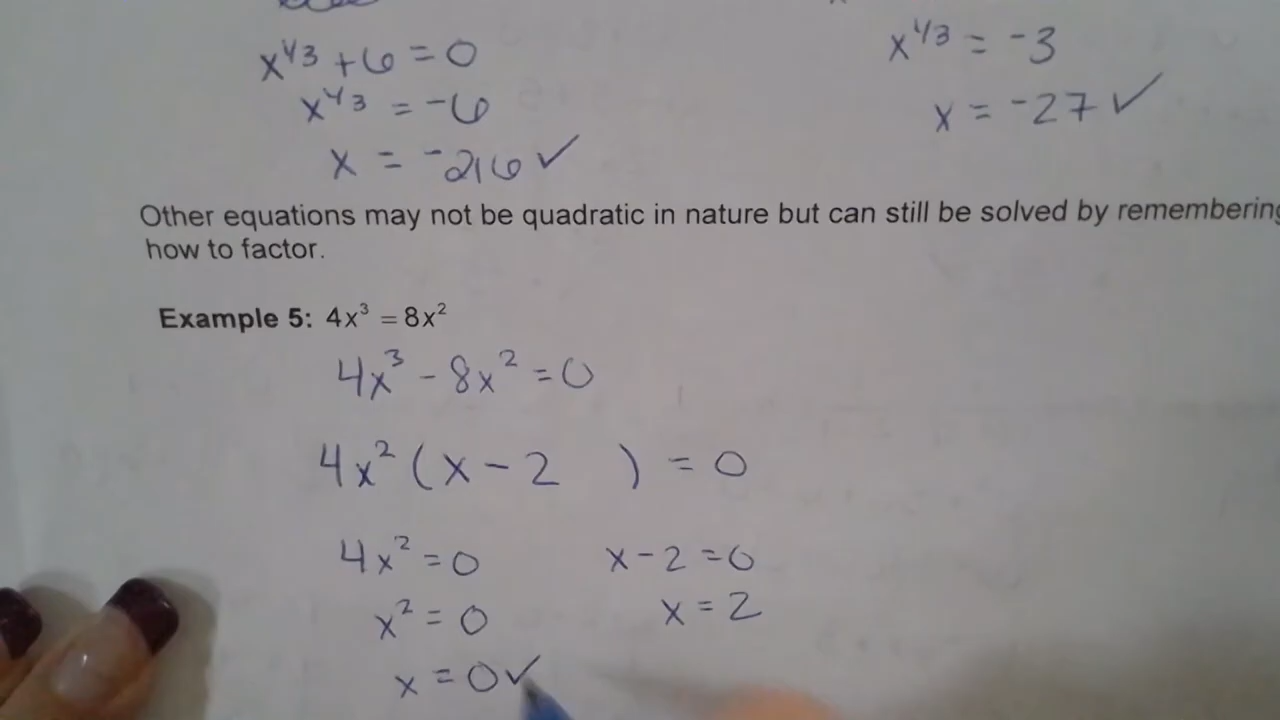 x^{1/3} + 6 = 0
x^{1/3} = -6
x = -216 ✓
x^{1/3} = -3
x = -27 ✓
Other equations may not be quadratic in nature but can still be solved by remembering
how to factor.
Example 5: 4x³ = 8x²
4x³ - 8x² = 0
4x² (x - 2 ) = 0
4x² = 0
x² = 0
x = 0 ✓
x - 2 = 0
x = 2